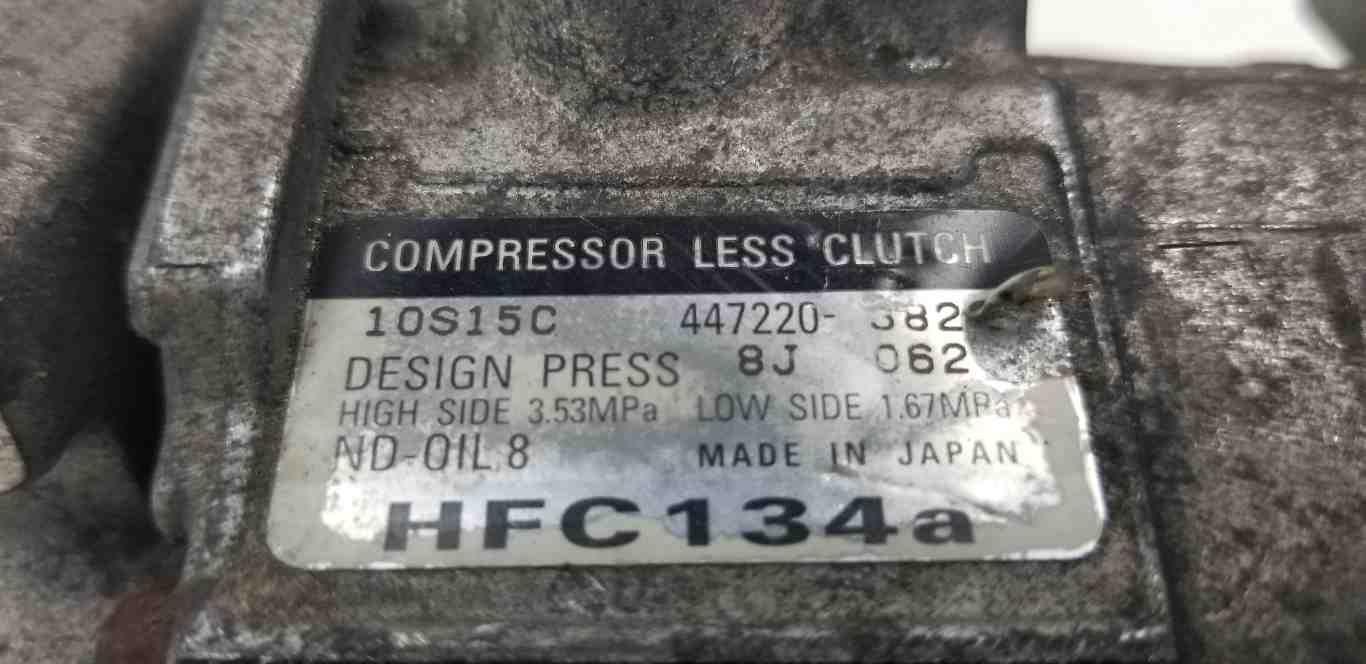 COMPRESSOR LESS CLUTCH
10S15C 447220-
DESIGN PRESS 8J 062
HIGH SIDE 3.53MPa LOW SIDE 1.67MPa
ND-OIL 8 MADE IN JAPAN
HFC134a